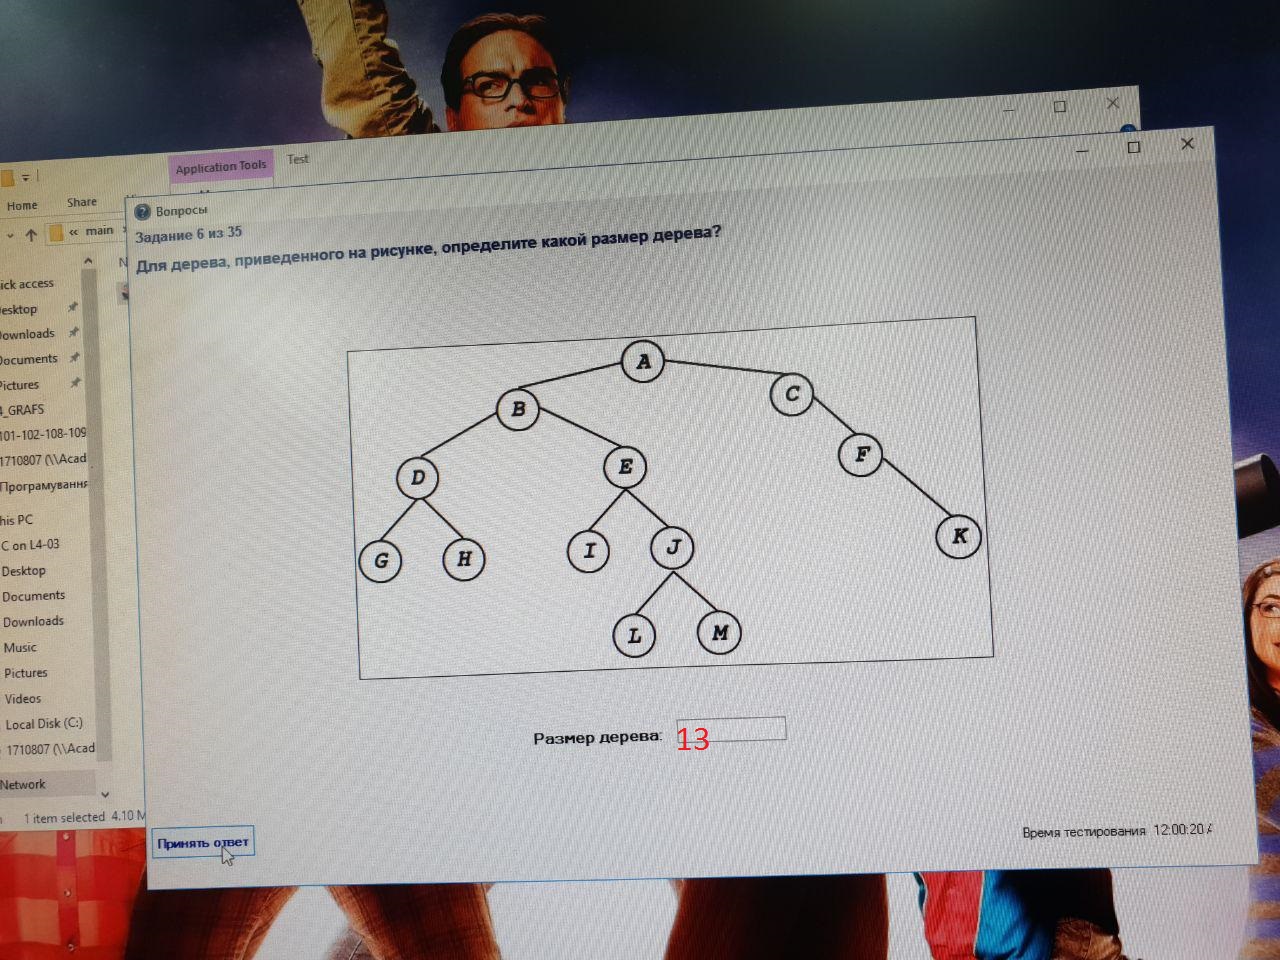 Application Tools
Test
Home
Share
« main
Вопросы
Задание 6 из 35
Для дерева, приведенного на рисунке, определите какой размер дерева?
ick access
esktop
ownloads
ocuments
Pictures
4_GRAFS
101-102-108-109
1710807 (\\Acad
Програмування
his PC
C on L4-03
Desktop
Documents
Downloads
Music
Pictures
Videos
Local Disk (C:)
1710807 (\\Acad
Network
1 item selected 4.10 M
A
B
C
D
E
F
G
H
I
J
K
L
M
Размер дерева:
13
Принять ответ
Время тестирования 12:00:20